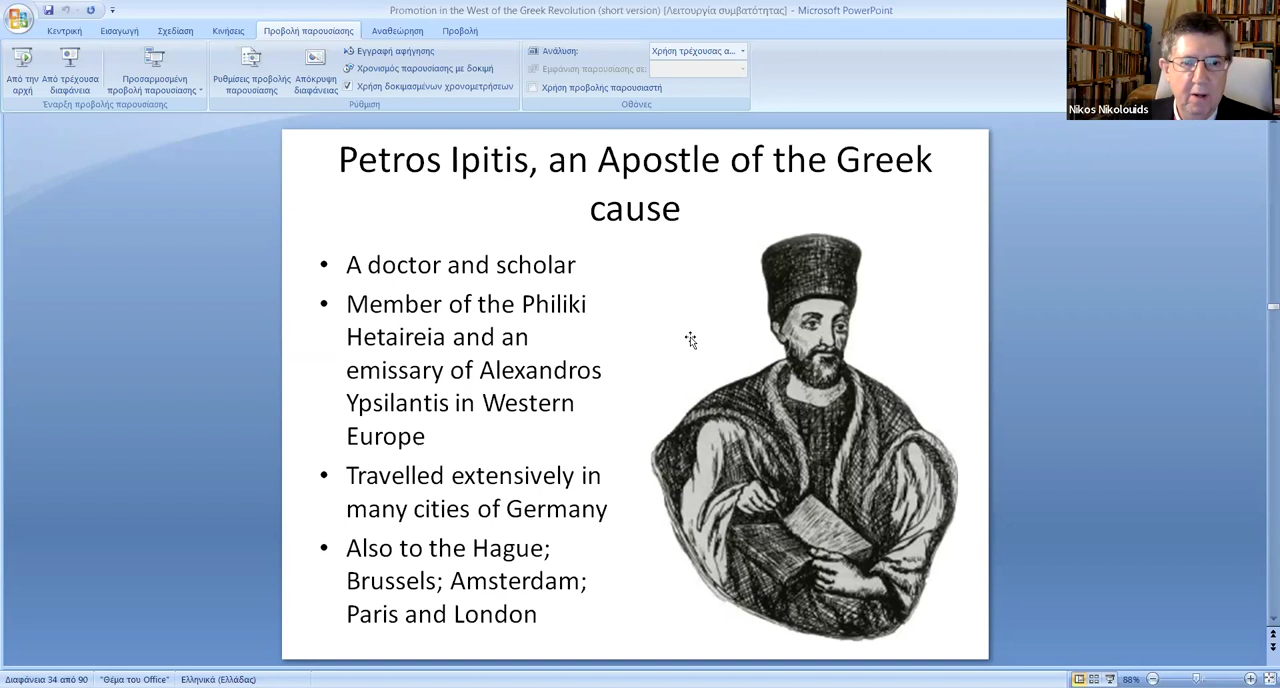 Promotion in the West of the Greek Revolution (short version) [Λειτουργία συμβατότητας] - Microsoft PowerPoint
Κεντρική Εισαγωγή Σχεδίαση Κινήσεις Προβολή παρουσίασης Αναθεώρηση Προβολή
Από την αρχή
Από τρέχουσα διαφάνεια
Προσαρμοσμένη προβολή παρουσίασης
Έναρξη προβολής παρουσίασης
Ρυθμίσεις προβολής παρουσίασης
Απόκρυψη διαφάνειας
Εγγραφή αφήγησης
Χρονισμός παρουσίασης με δοκιμή
Χρήση δοκιμασμένων χρονομετρήσεων
Ρύθμιση
Ανάλυση: Χρήση τρέχουσας α...
Εμφάνιση παρουσίασης σε:
Χρήση προβολής παρουσιαστή
Οθόνες
Nikos Nikolouids
Petros Ipitis, an Apostle of the Greek
cause
• A doctor and scholar
• Member of the Philiki
Hetaireia and an
emissary of Alexandros
Ypsilantis in Western
Europe
• Travelled extensively in
many cities of Germany
• Also to the Hague;
Brussels; Amsterdam;
Paris and London
Διαφάνεια 34 από 90 "Θέμα του Office" Ελληνικά (Ελλάδας) 88%